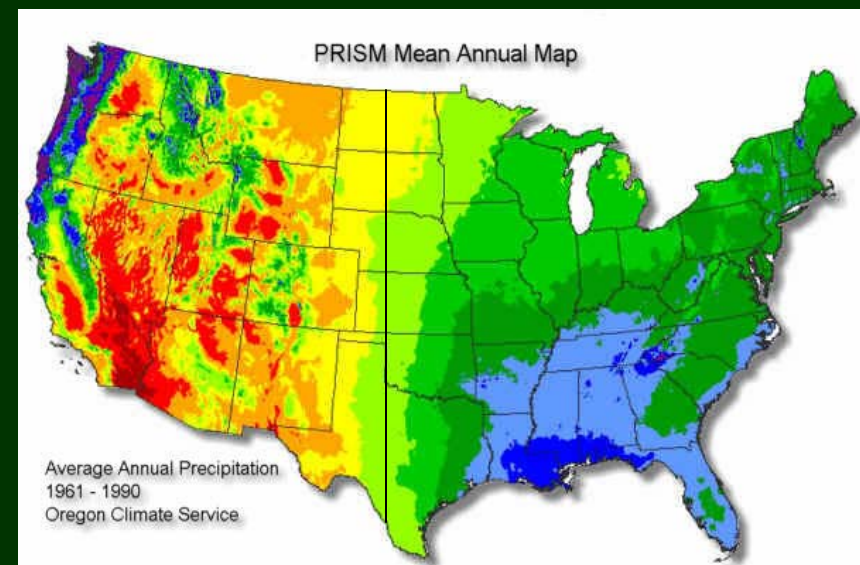 PRISM Mean Annual Map
Average Annual Precipitation
1961 - 1990
Oregon Climate Service